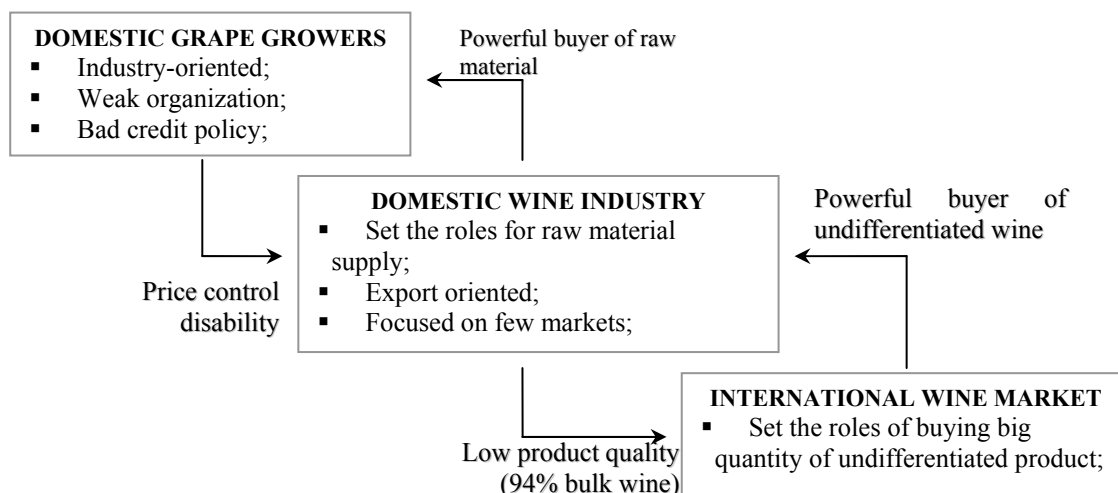 DOMESTIC GRAPE GROWERS
▪ Industry-oriented;
▪ Weak organization;
▪ Bad credit policy;
Powerful buyer of raw
material
DOMESTIC WINE INDUSTRY
▪ Set the roles for raw material
supply;
▪ Export oriented;
▪ Focused on few markets;
Powerful buyer of
undifferentiated wine
Price control
disability
INTERNATIONAL WINE MARKET
▪ Set the roles of buying big
quantity of undifferentiated product;
Low product quality
(94% bulk wine)